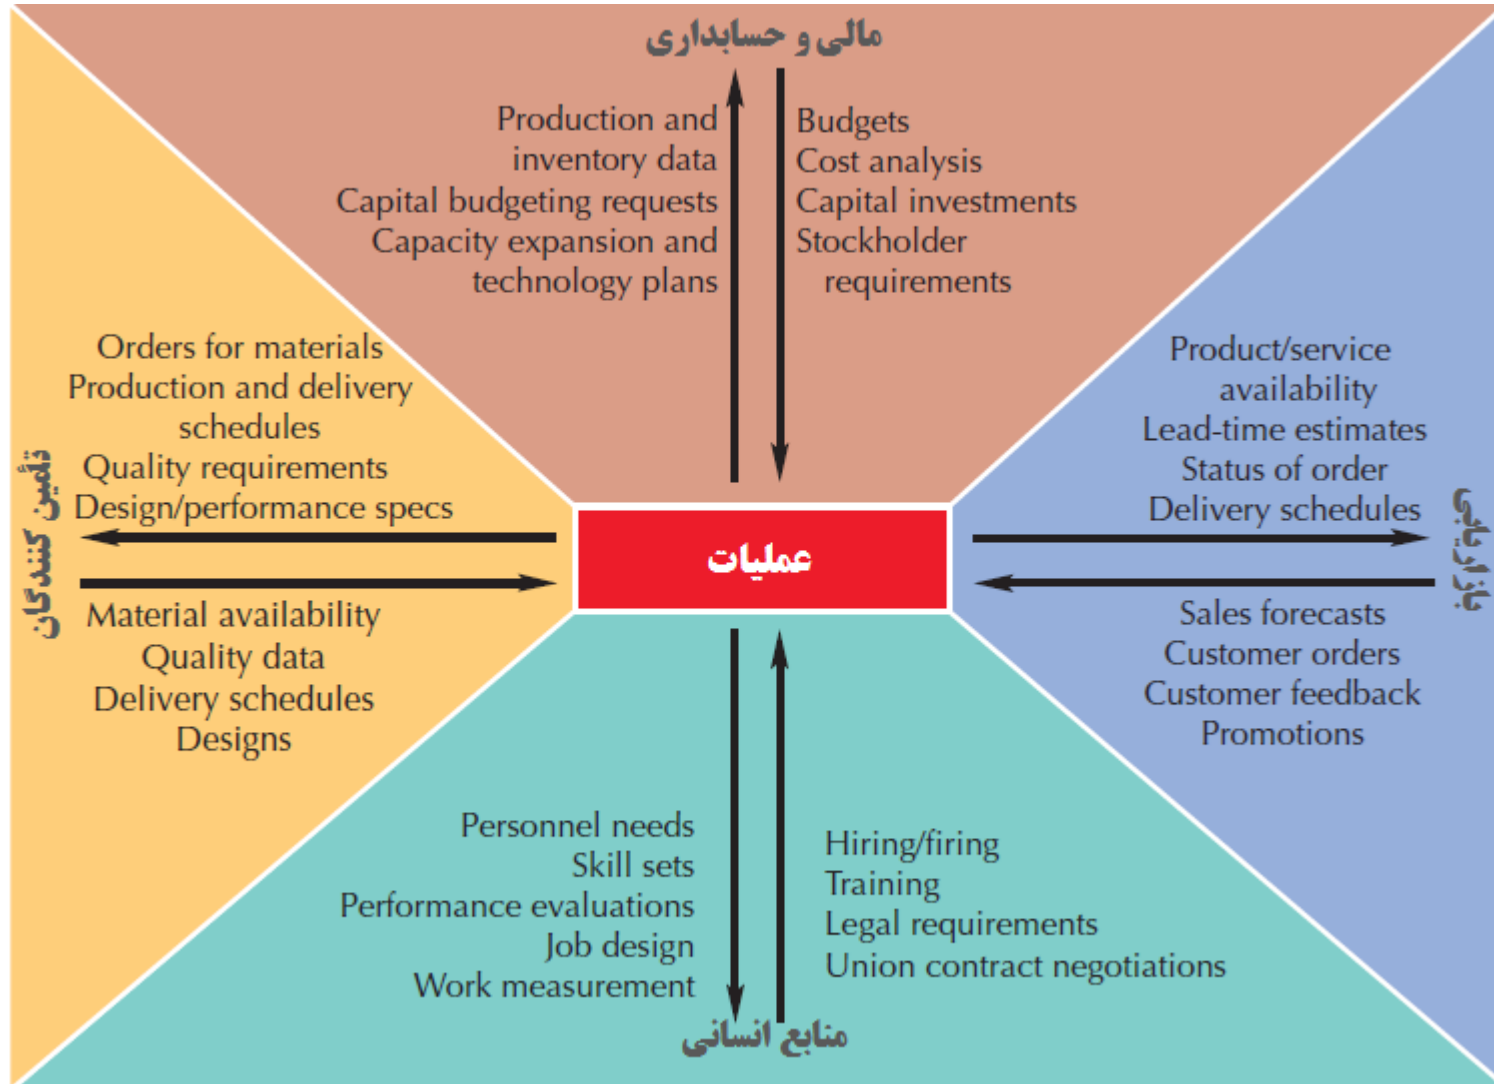 مالی و حسابداری
Production and
inventory data
Capital budgeting requests
Capacity expansion and
technology plans
Budgets
Cost analysis
Capital investments
Stockholder
requirements
تأمین کنندگان
Orders for materials
Production and delivery
schedules
Quality requirements
Design/performance specs
Material availability
Quality data
Delivery schedules
Designs
عملیات
Product/service
availability
Lead-time estimates
Status of order
Delivery schedules
Sales forecasts
Customer orders
Customer feedback
Promotions
بازاریابی
Personnel needs
Skill sets
Performance evaluations
Job design
Work measurement
Hiring/firing
Training
Legal requirements
Union contract negotiations
منابع انسانی